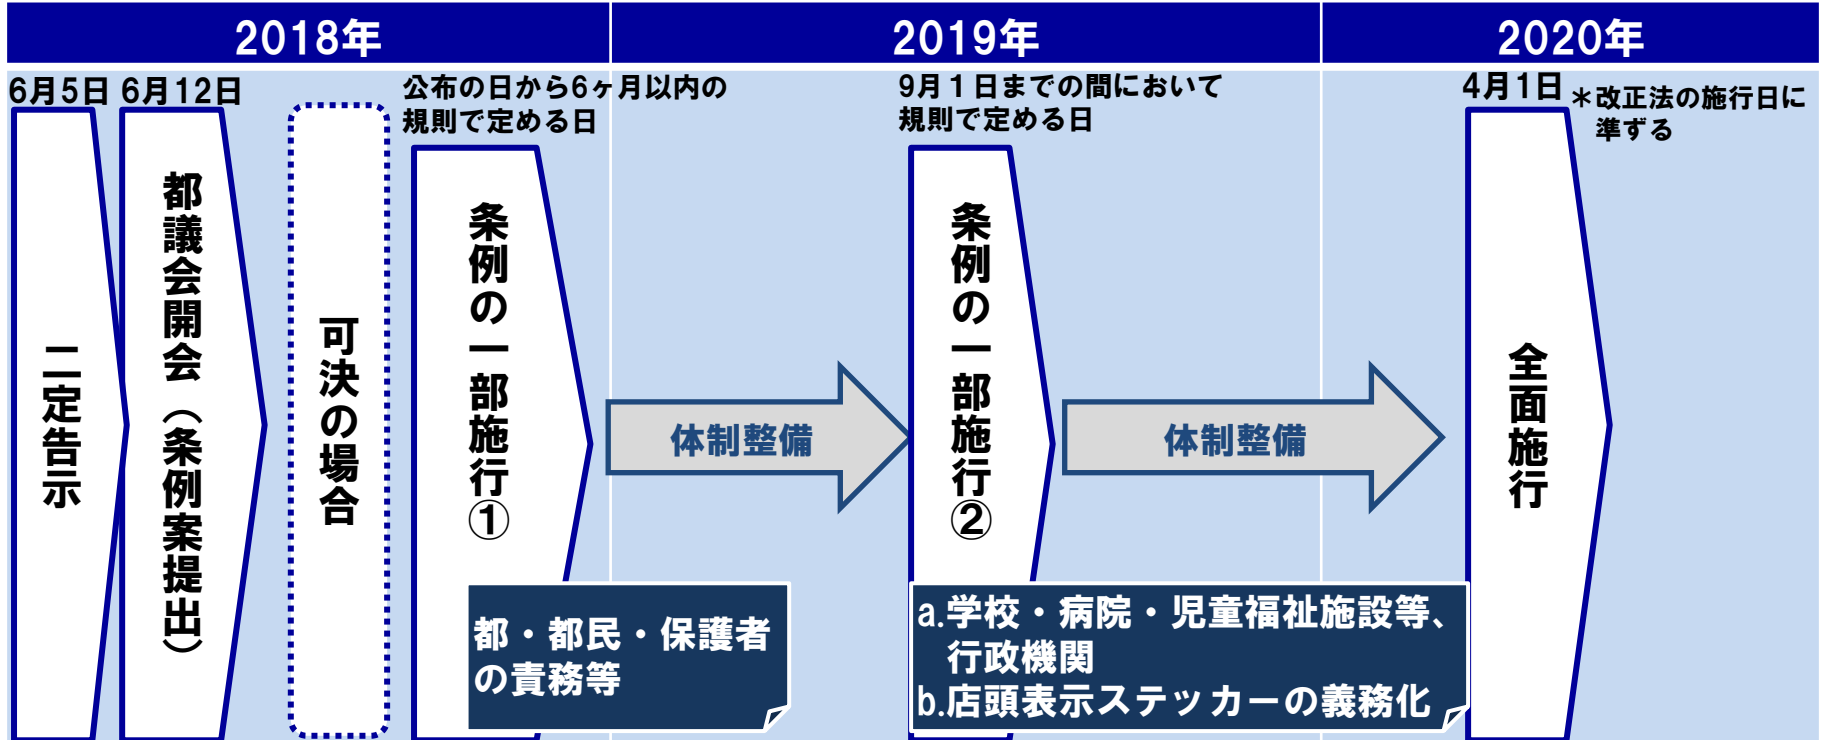 2018年
2019年
2020年
6月5日
6月12日
公布の日から6ヶ月以内の
規則で定める日
9月1日までの間において
規則で定める日
4月1日
＊改正法の施行日に
準ずる
二定告示
都議会開会（条例案提出）
可決の場合
条例の一部施行①
体制整備
条例の一部施行②
体制整備
全面施行
都・都民・保護者
の責務等
a.学校・病院・児童福祉施設等、
行政機関
b.店頭表示ステッカーの義務化